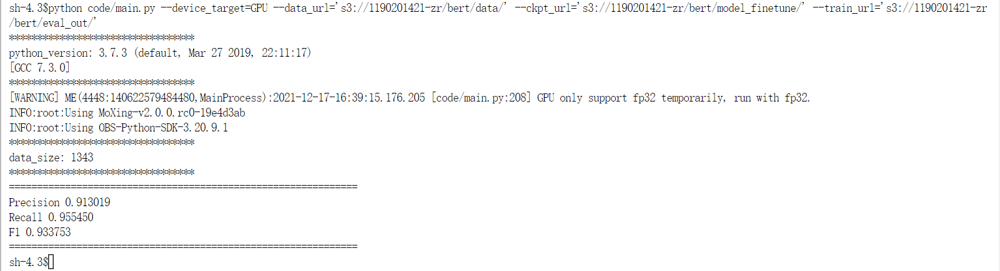 sh-4.3$python code/main.py --device_target=GPU --data_url='s3://1190201421-zr/bert/data/' --ckpt_url='s3://1190201421-zr/bert/model_finetune/' --train_url='s3://1190201421-zr
/bert/eval_out/'
*********************************
python_version: 3.7.3 (default, Mar 27 2019, 22:11:17)
[GCC 7.3.0]
*********************************
[WARNING] ME(4448:140622579484480,MainProcess):2021-12-17-16:39:15.176.205 [code/main.py:208] GPU only support fp32 temporarily, run with fp32.
INFO:root:Using MoXing-v2.0.0.rc0-19e4d3ab
INFO:root:Using OBS-Python-SDK-3.20.9.1
*********************************
data_size: 1343
*********************************
==============================================================
Precision 0.913019
Recall 0.955450
F1 0.933753
==============================================================
sh-4.3$